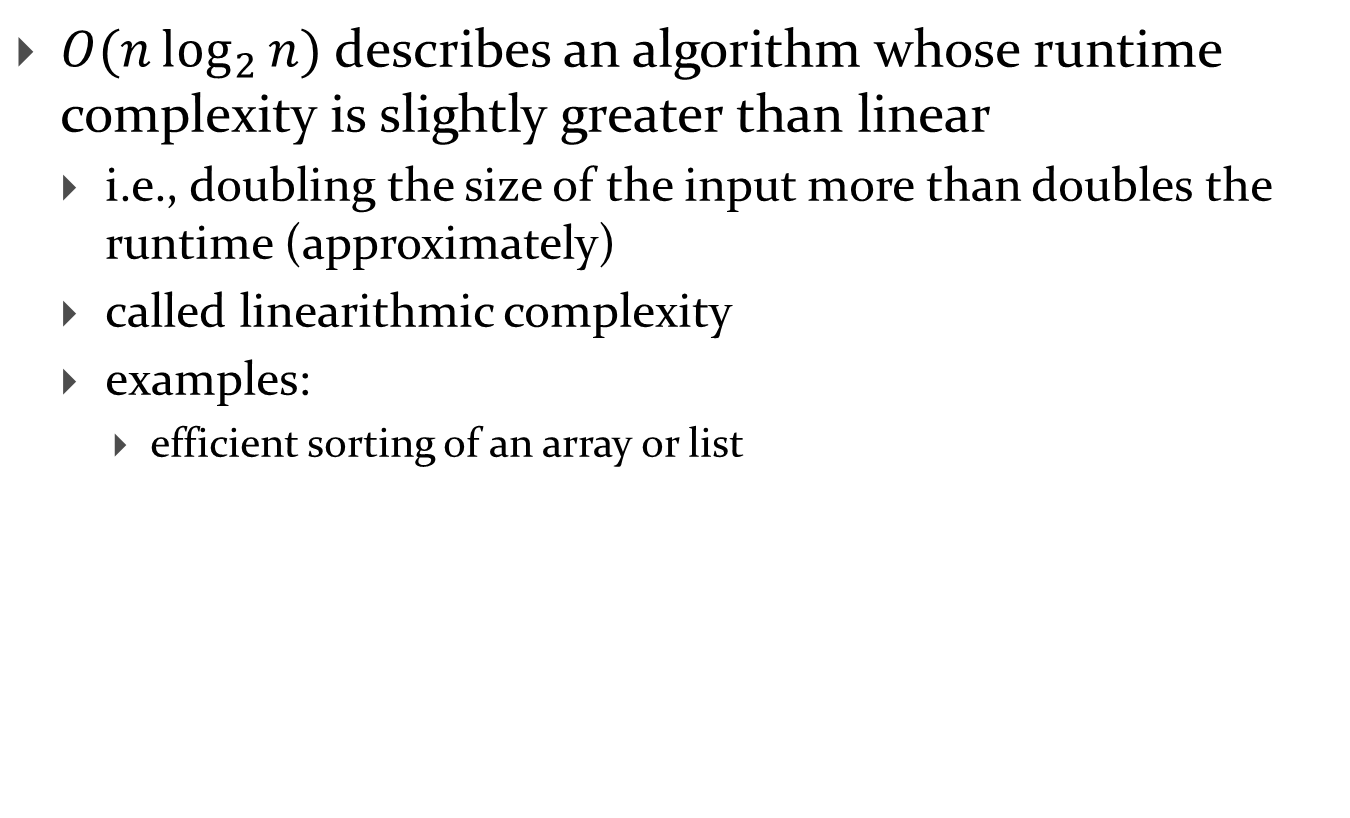 O(n log₂ n) describes an algorithm whose runtime
complexity is slightly greater than linear
i.e., doubling the size of the input more than doubles the
runtime (approximately)
called linearithmic complexity
examples:
efficient sorting of an array or list